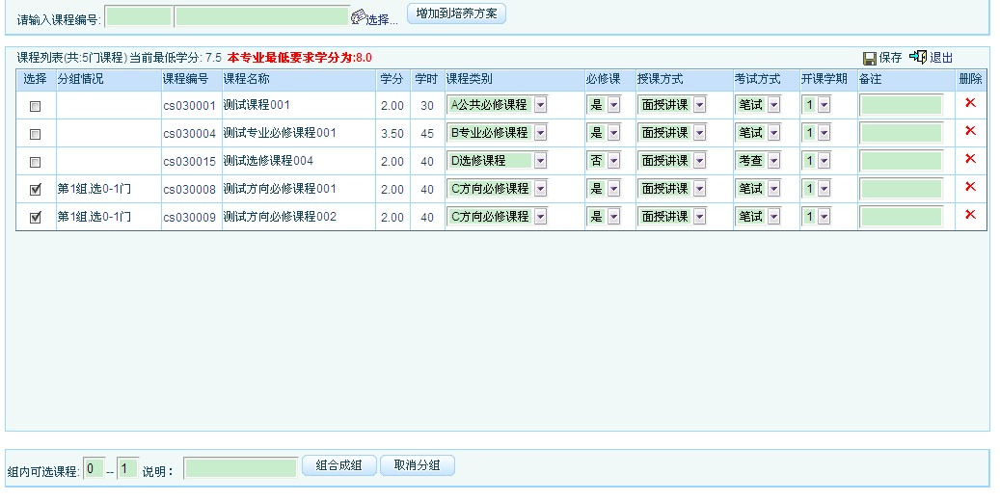 请输入课程编号: 选择... 增加到培养方案
课程列表(共:5门课程) 当前最低学分: 7.5 本专业最低要求学分为:8.0 保存 退出
选择 分组情况 课程编号 课程名称 学分 学时 课程类别 必修课 授课方式 考试方式 开课学期 备注 删除
cs030001 测试课程001 2.00 30 A公共必修课程 是 面授讲课 笔试 1
cs030004 测试专业必修课程001 3.50 45 B专业必修课程 是 面授讲课 笔试 1
cs030015 测试选修课程004 2.00 40 D选修课程 否 面授讲课 考查 1
第1组,选0-1门 cs030008 测试方向必修课程001 2.00 40 C方向必修课程 是 面授讲课 笔试 1
第1组,选0-1门 cs030009 测试方向必修课程002 2.00 40 C方向必修课程 是 面授讲课 笔试 1
组内可选课程: 0 -- 1 说明： 组合成组 取消分组